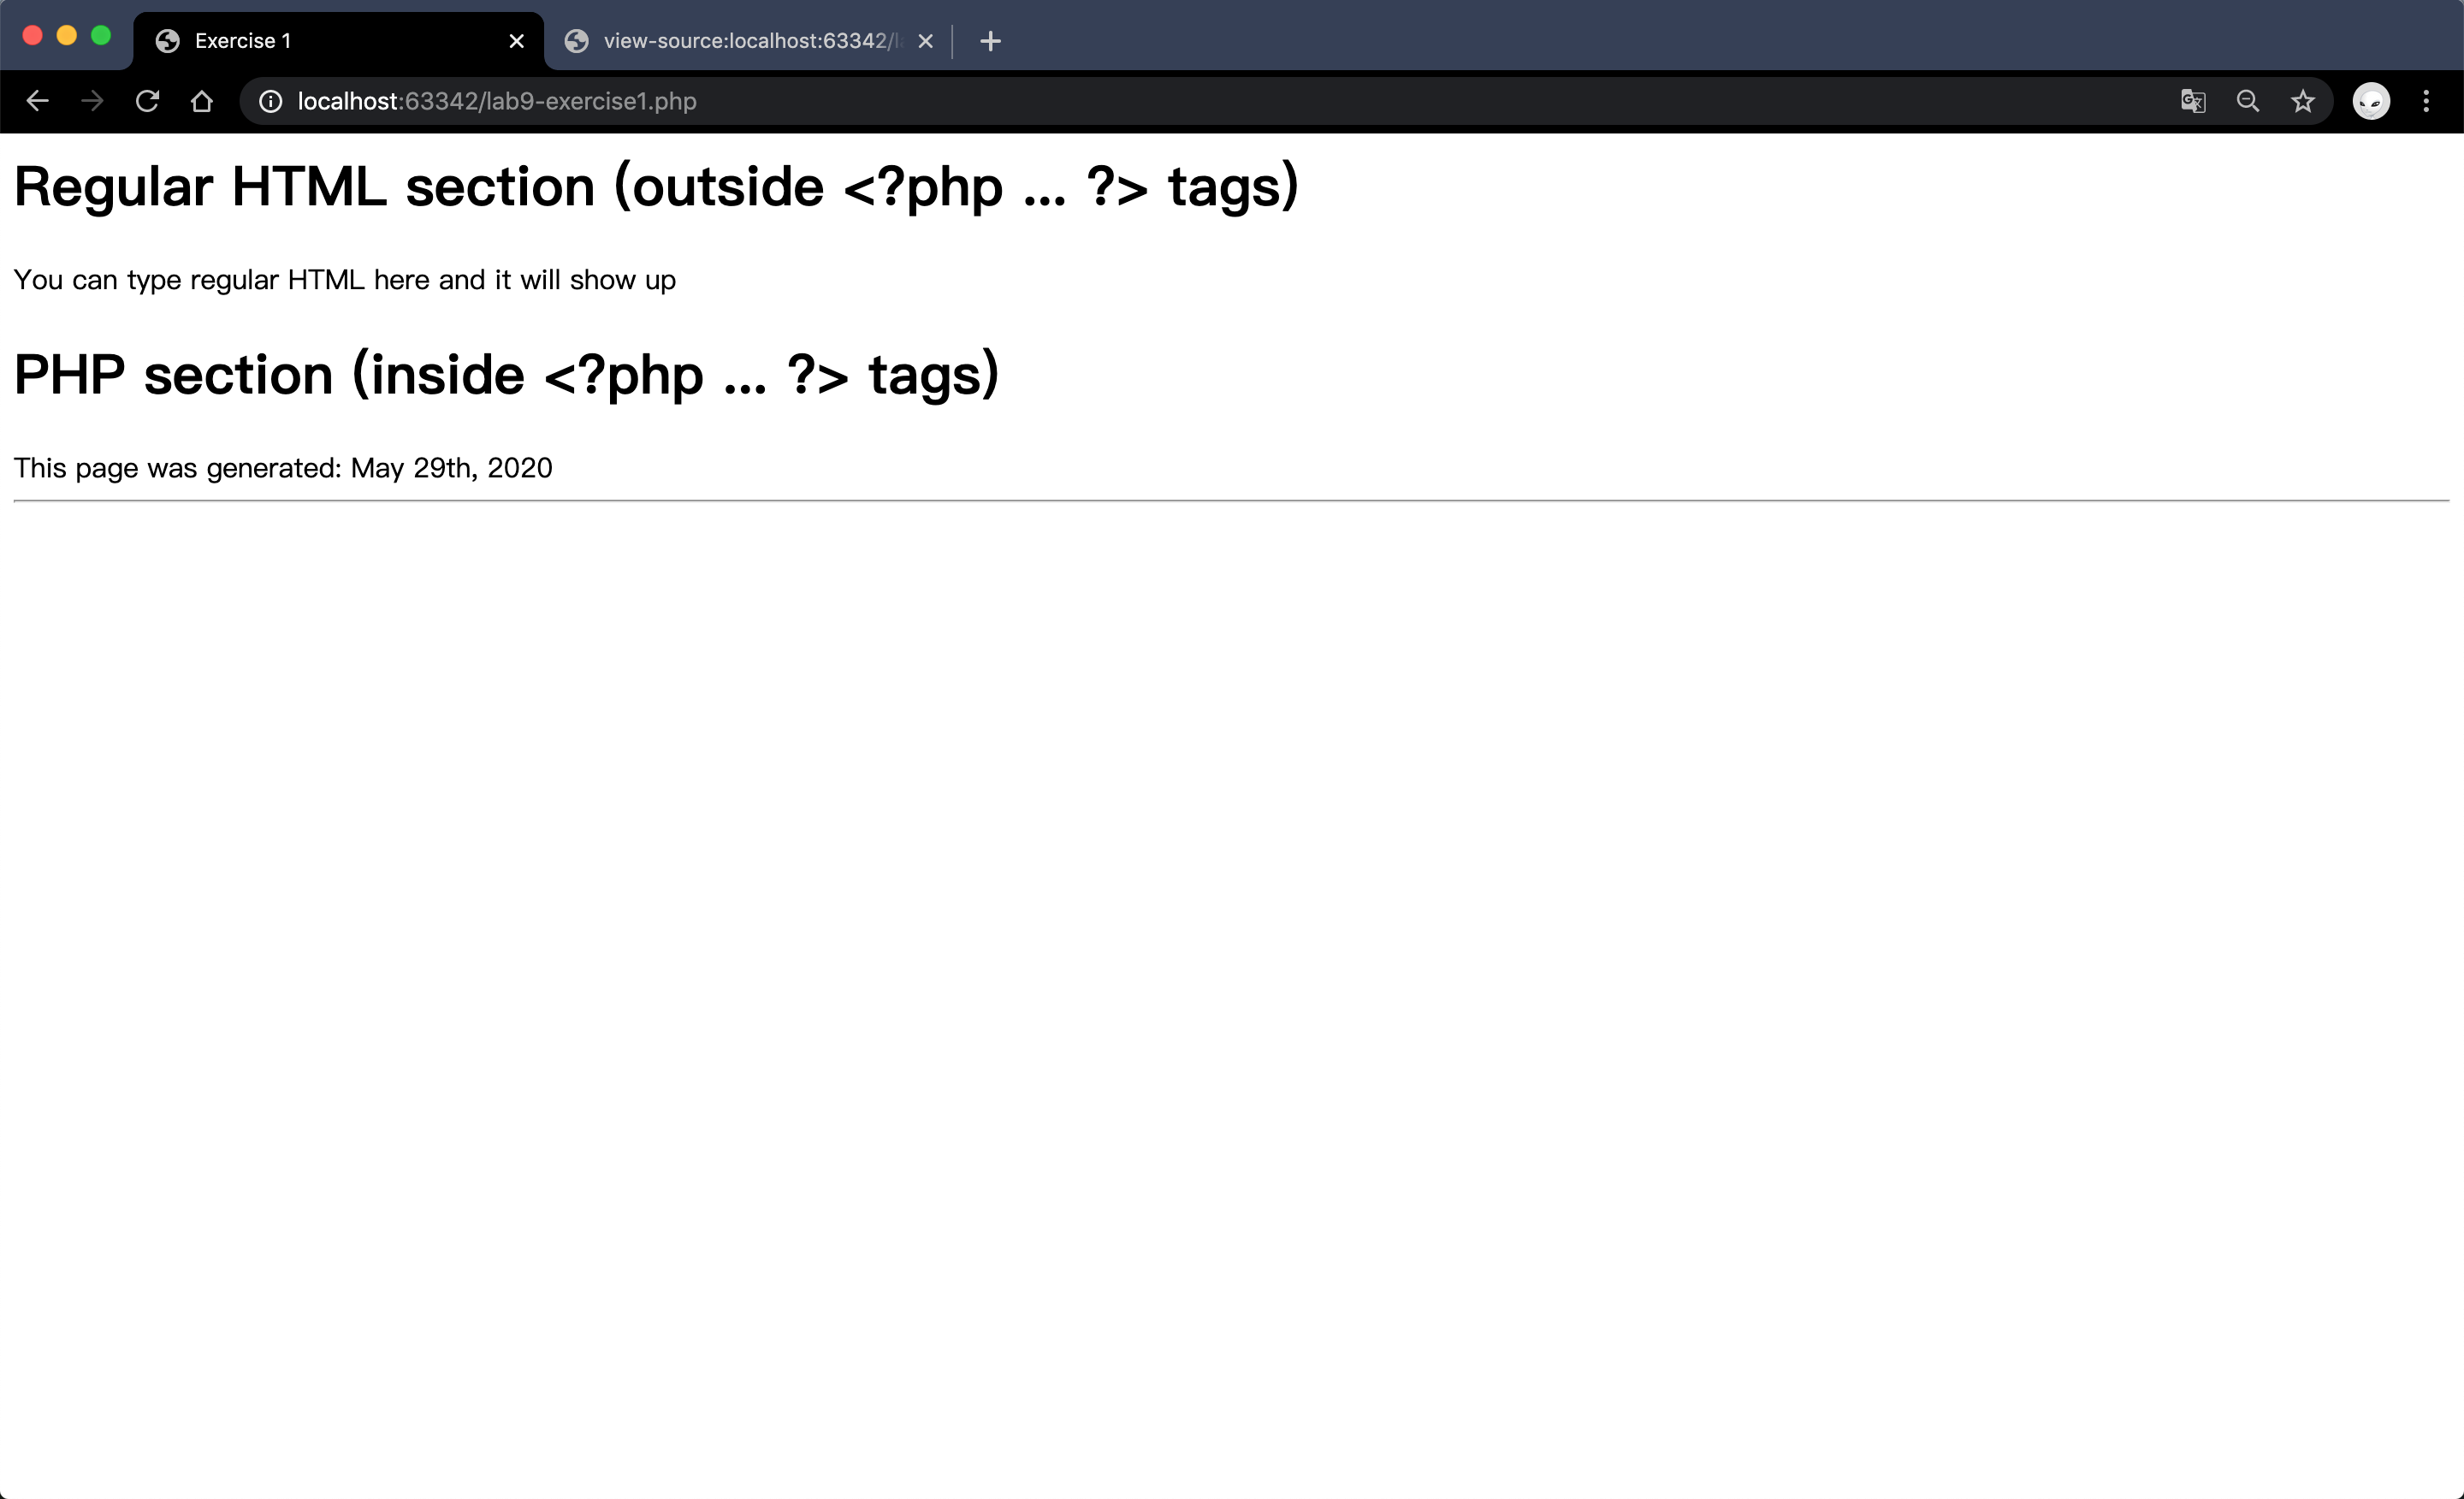 Exercise 1
view-source:localhost:63342/l
localhost:63342/lab9-exercise1.php
Regular HTML section (outside <?php ... ?> tags)
You can type regular HTML here and it will show up
PHP section (inside <?php ... ?> tags)
This page was generated: May 29th, 2020